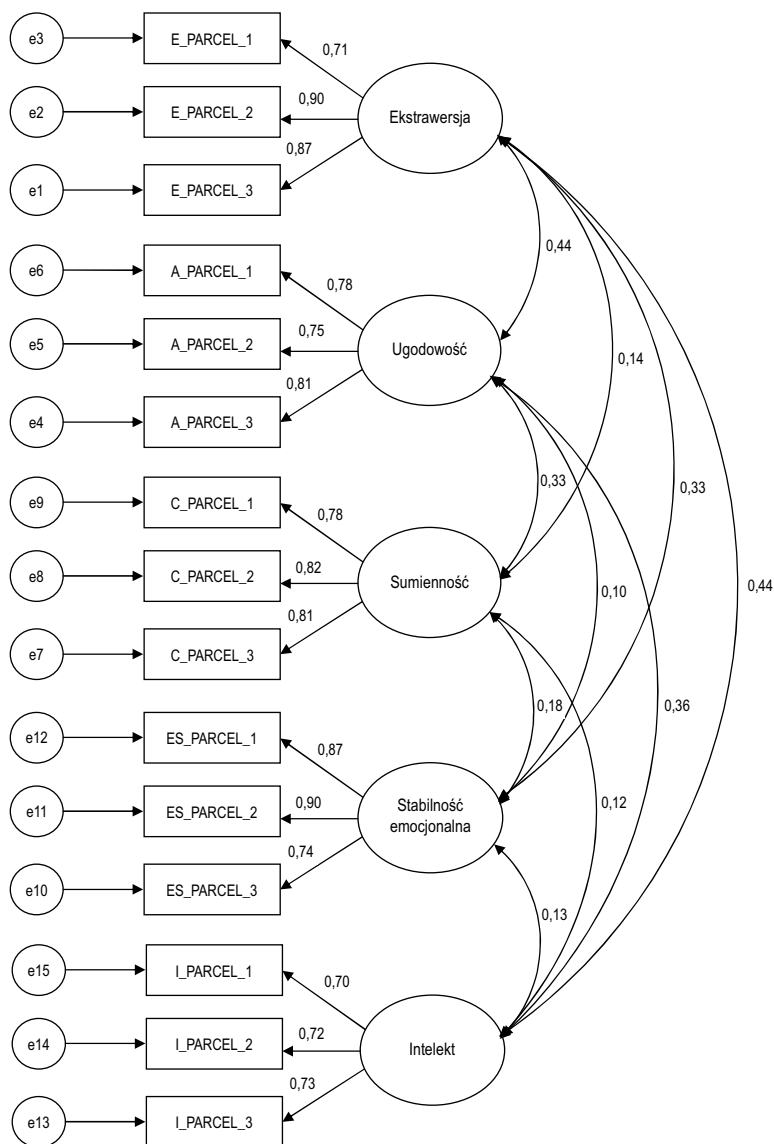 e3
E_PARCEL_1
0,71
e2
E_PARCEL_2
0,90
Ekstrawersja
0,87
e1
E_PARCEL_3
0,44
e6
A_PARCEL_1
0,78
e5
A_PARCEL_2
0,75
Ugodowość
0,14
0,81
e4
A_PARCEL_3
0,33
0,33
e9
C_PARCEL_1
0,78
e8
C_PARCEL_2
0,82
Sumienność
0,10
0,44
0,81
e7
C_PARCEL_3
0,18
0,36
e12
ES_PARCEL_1
0,87
e11
ES_PARCEL_2
0,90
Stabilność
emocjonalna
0,12
0,74
e10
ES_PARCEL_3
0,13
e15
I_PARCEL_1
0,70
e14
I_PARCEL_2
0,72
Intelekt
0,73
e13
I_PARCEL_3